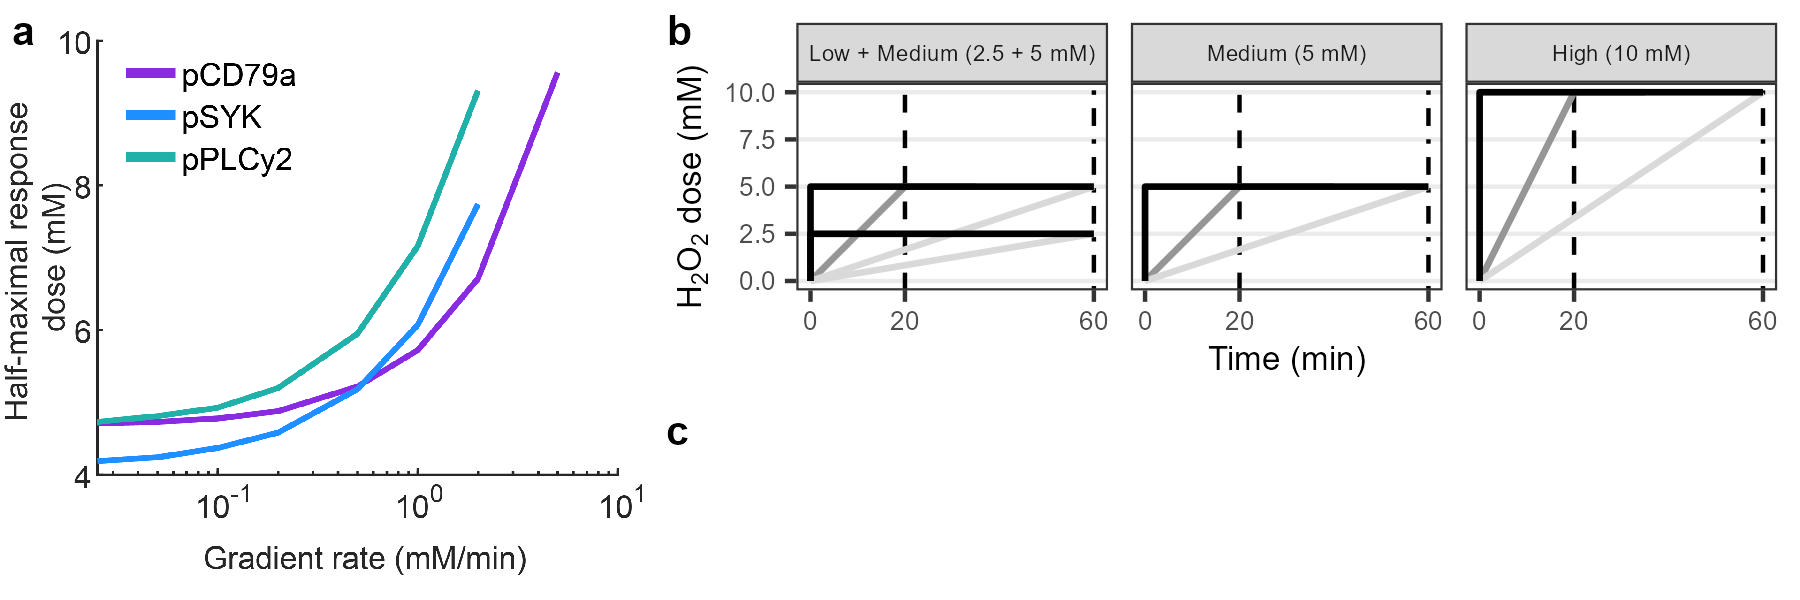 a
10
8
6
4
Half-maximal response
dose (mM)
pCD79a
pSYK
pPLCy2
10⁻¹
10⁰
10¹
Gradient rate (mM/min)
b
Low + Medium (2.5 + 5 mM)
Medium (5 mM)
High (10 mM)
H₂O₂ dose (mM)
10.0
7.5
5.0
2.5
0.0
0 20 60
0 20 60
0 20 60
Time (min)
c